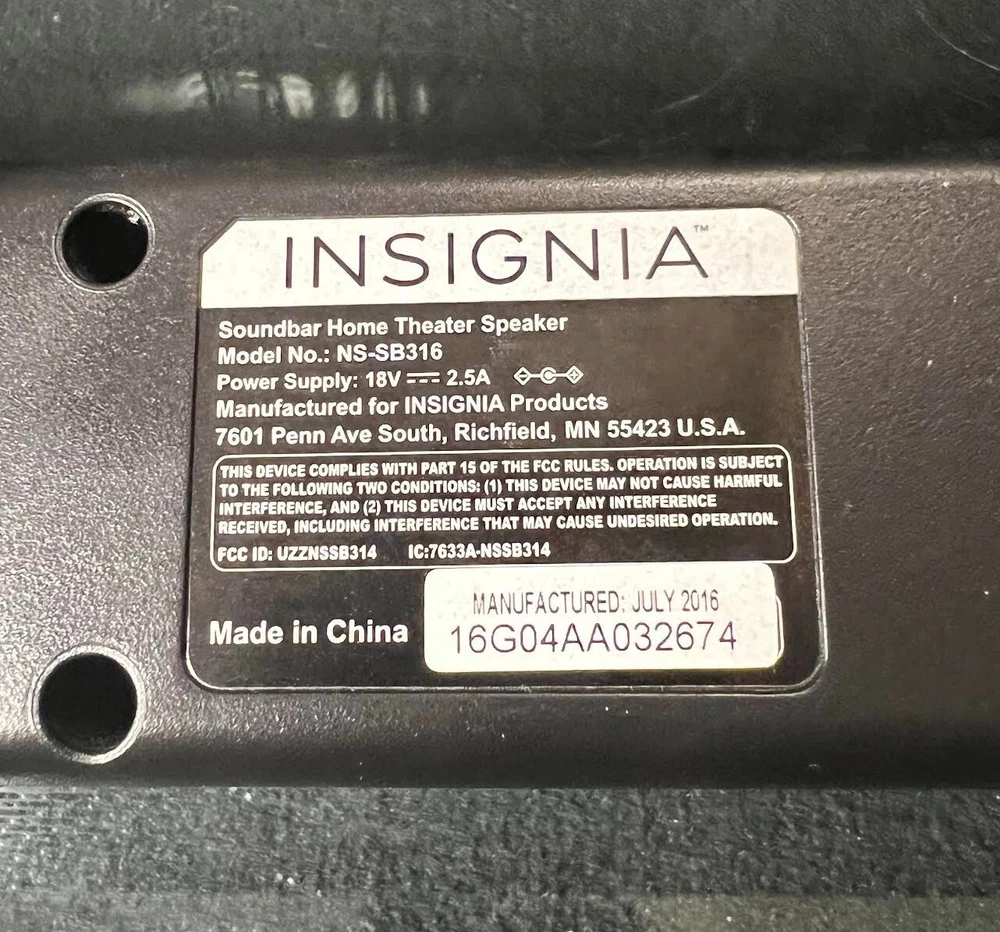 INSIGNIA™
Soundbar Home Theater Speaker
Model No.: NS-SB316
Power Supply: 18V ⎓ 2.5A
Manufactured for INSIGNIA Products
7601 Penn Ave South, Richfield, MN 55423 U.S.A.
THIS DEVICE COMPLIES WITH PART 15 OF THE FCC RULES. OPERATION IS SUBJECT
TO THE FOLLOWING TWO CONDITIONS: (1) THIS DEVICE MAY NOT CAUSE HARMFUL
INTERFERENCE, AND (2) THIS DEVICE MUST ACCEPT ANY INTERFERENCE
RECEIVED, INCLUDING INTERFERENCE THAT MAY CAUSE UNDESIRED OPERATION.
FCC ID: UZZNSSB314 IC:7633A-NSSB314
MANUFACTURED: JULY 2016
Made in China 16G04AA032674